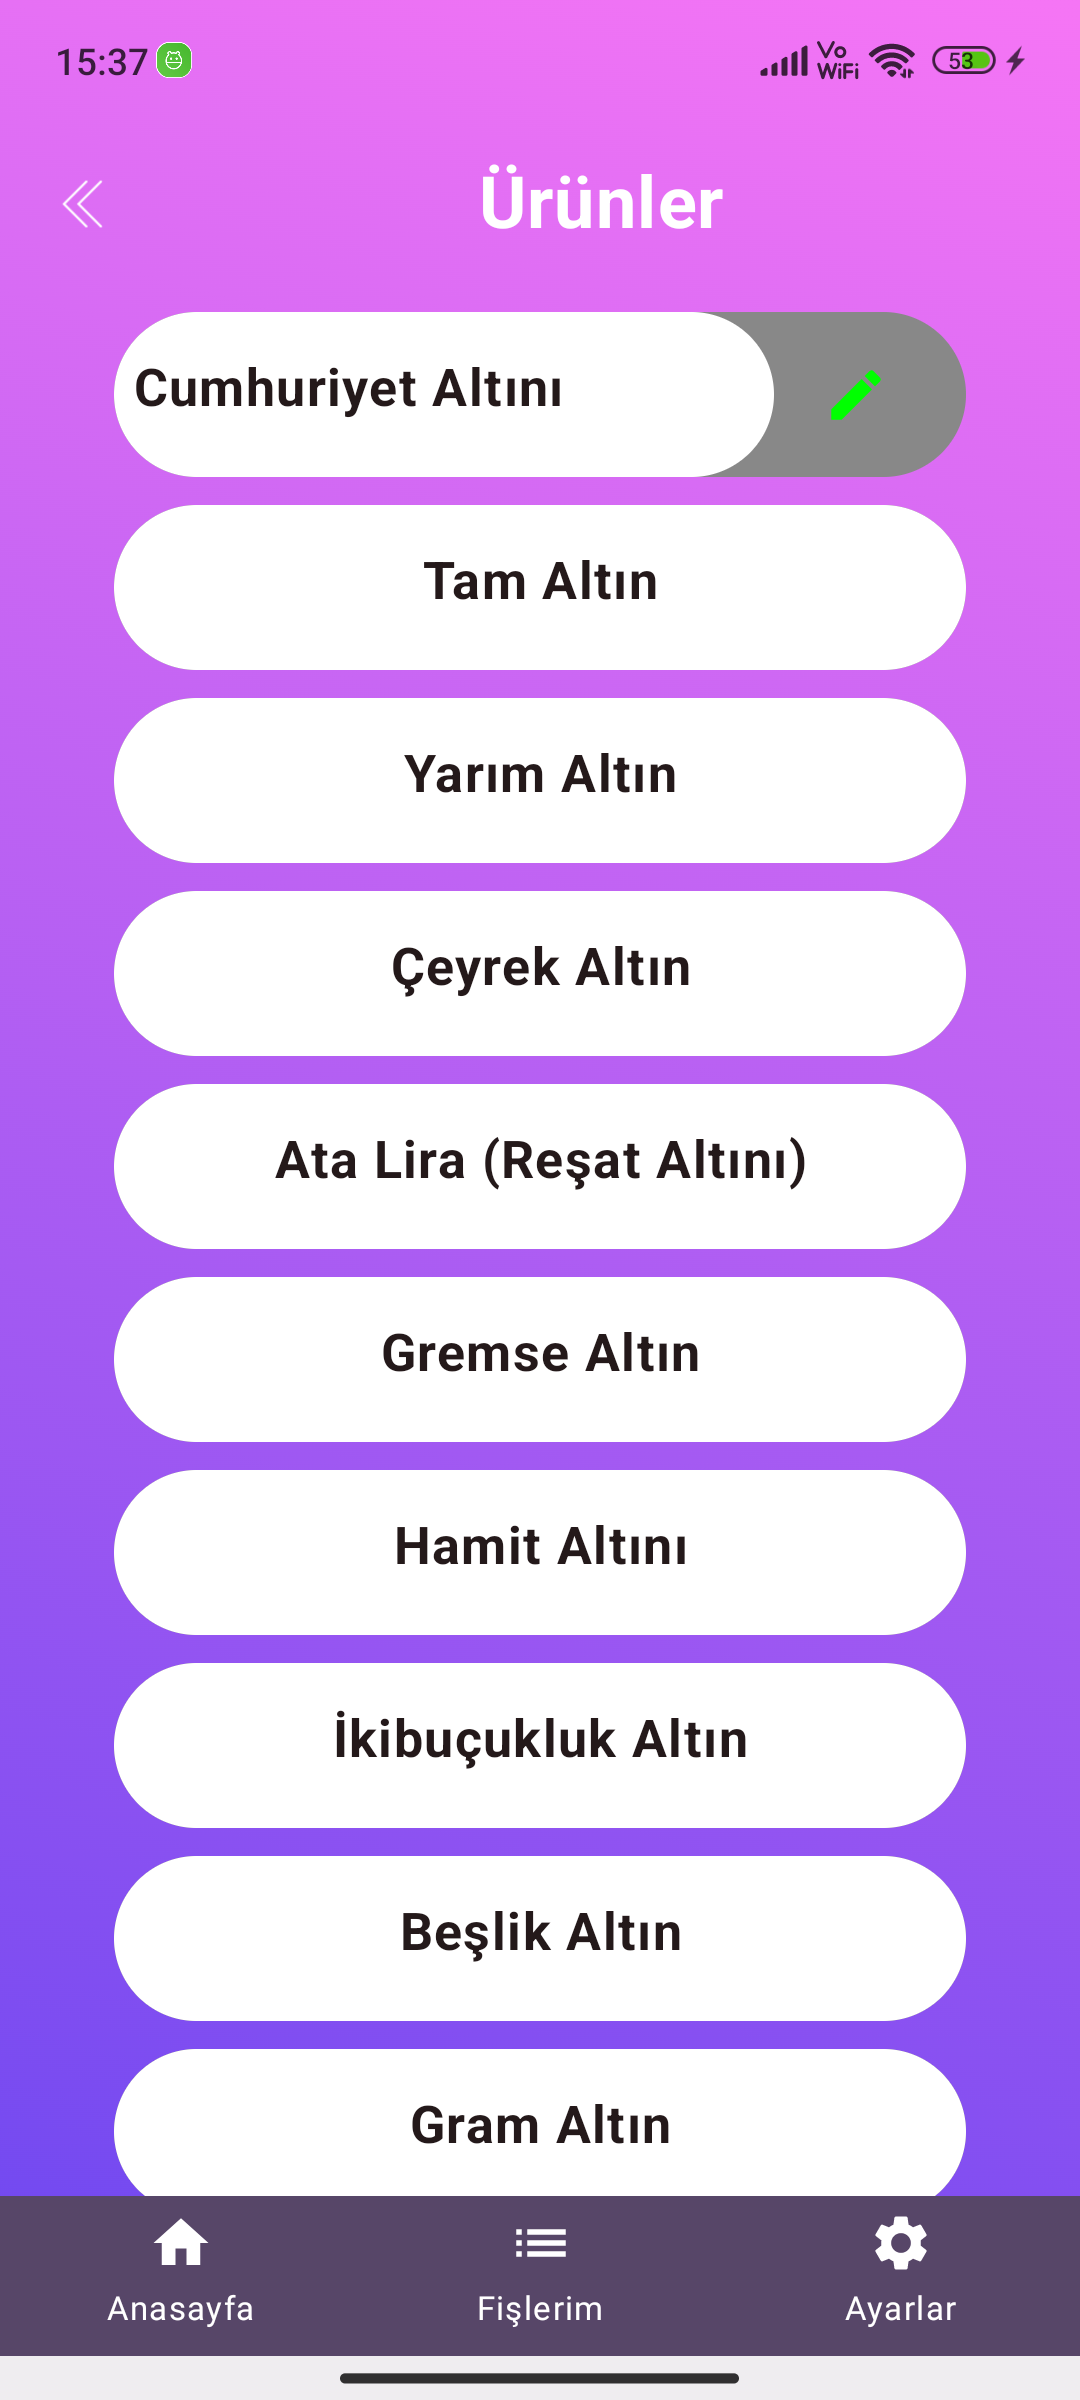 15:37
Vo
WiFi
53
Ürünler
Cumhuriyet Altını
Tam Altın
Yarım Altın
Çeyrek Altın
Ata Lira (Reşat Altını)
Gremse Altın
Hamit Altını
İkibuçukluk Altın
Beşlik Altın
Gram Altın
Anasayfa
Fişlerim
Ayarlar